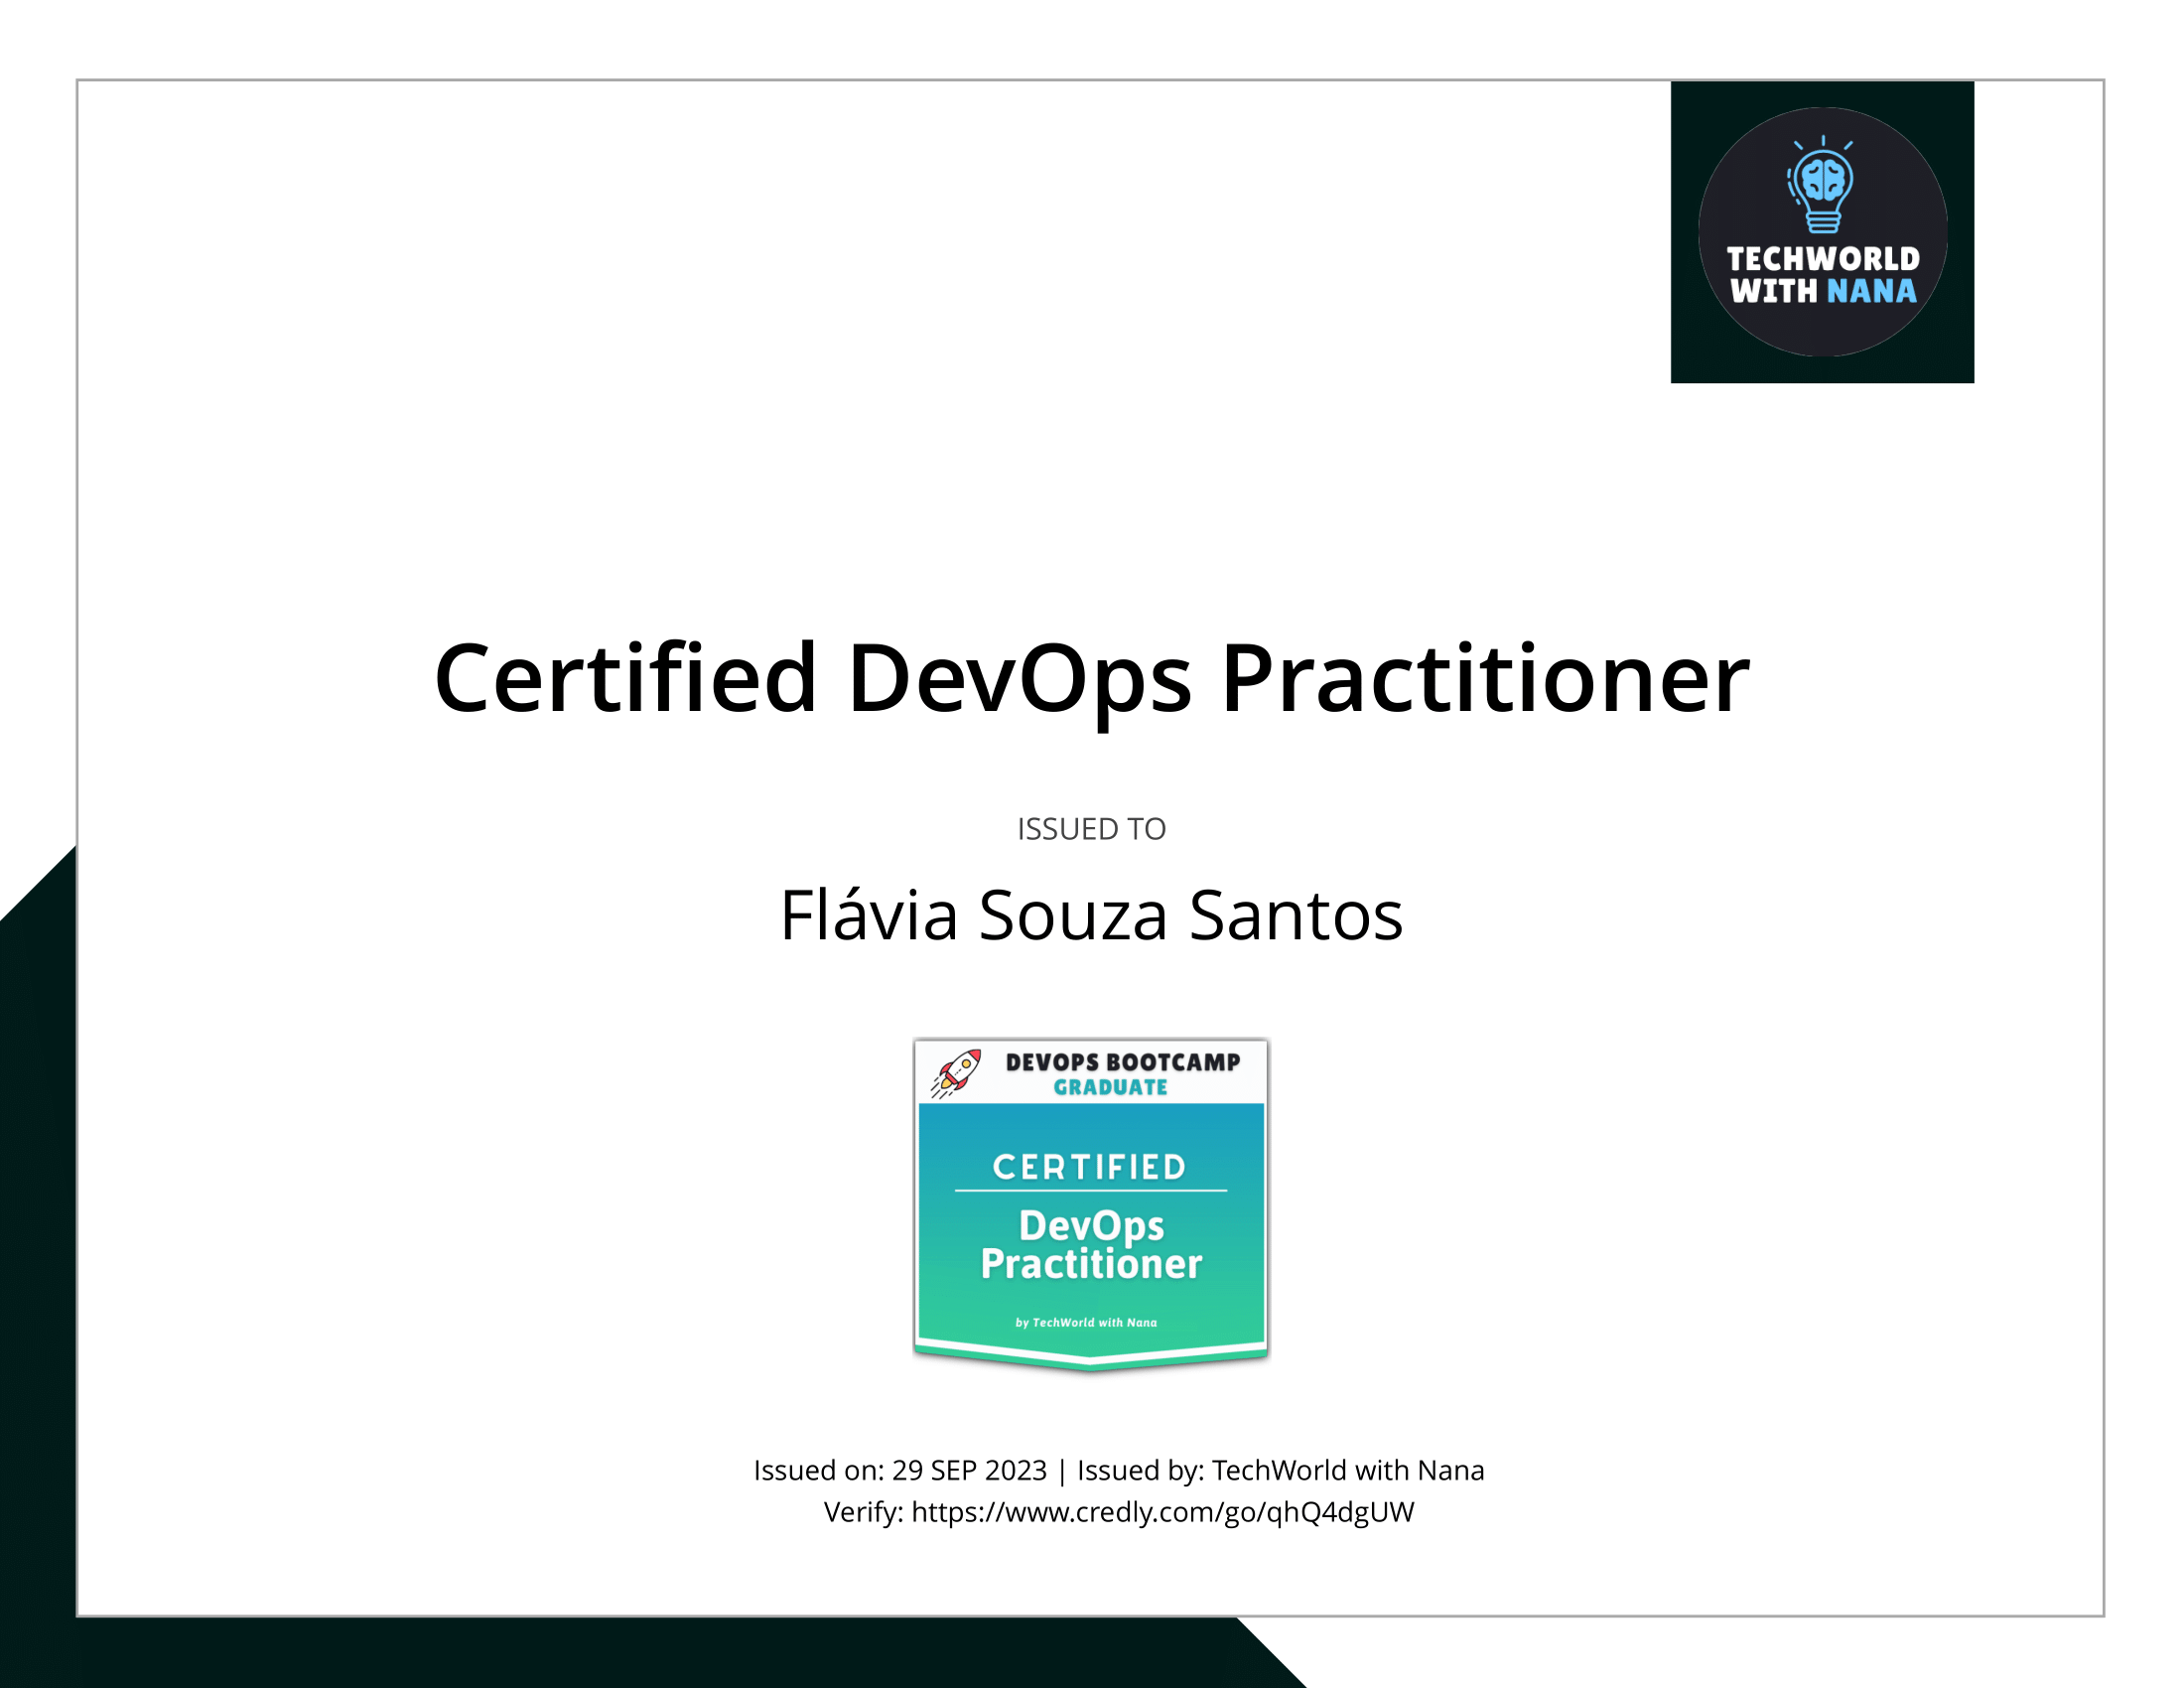 TECHWORLD
WITH NANA
Certified DevOps Practitioner
ISSUED TO
Flávia Souza Santos
DEVOPS BOOTCAMP
GRADUATE
CERTIFIED
DevOps
Practitioner
by TechWorld with Nana
Issued on: 29 SEP 2023 | Issued by: TechWorld with Nana
Verify: https://www.credly.com/go/qhQ4dgUW